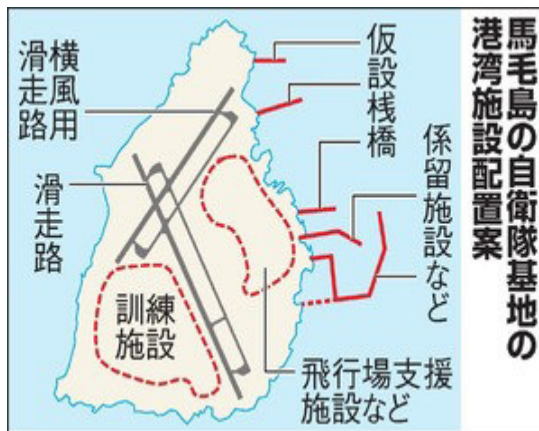 馬毛島の自衛隊基地の
港湾施設配置案
仮設桟橋
係留施設など
横風用
滑走路
滑走路
訓練
施設
飛行場支援
施設など